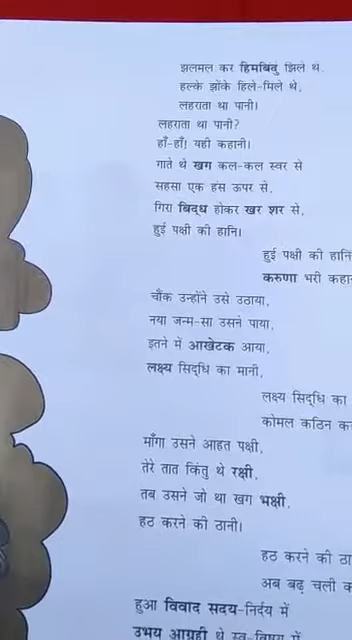 झलमल कर हिमबिंदु झिले थे,
हल्के झोंके हिले-मिले थे,
लहराता था पानी।
लहराता था पानी?
हाँ-हाँ! यही कहानी।
गाते थे खग कल-कल स्वर से
सहसा एक हंस ऊपर से,
गिरा बिद्ध होकर खर शर से,
हुई पक्षी की हानि।
हुई पक्षी की हानि
करुणा भरी
चौंक उन्होंने उसे उठाया,
नया जन्म-सा उसने पाया,
इतने में आखेटक आया,
लक्ष्य सिद्धि का मानी,
लक्ष्य सिद्धि का
कोमल कठिन
माँगा उसने आहत पक्षी,
तेरे तात किंतु थे रक्षी,
तब उसने जो था खग भक्षी,
हठ करने की ठानी।
हठ करने की
अब बढ़ चली
हुआ विवाद सदय-निर्दय में
उभय आग्रही थे स्व-विषय में